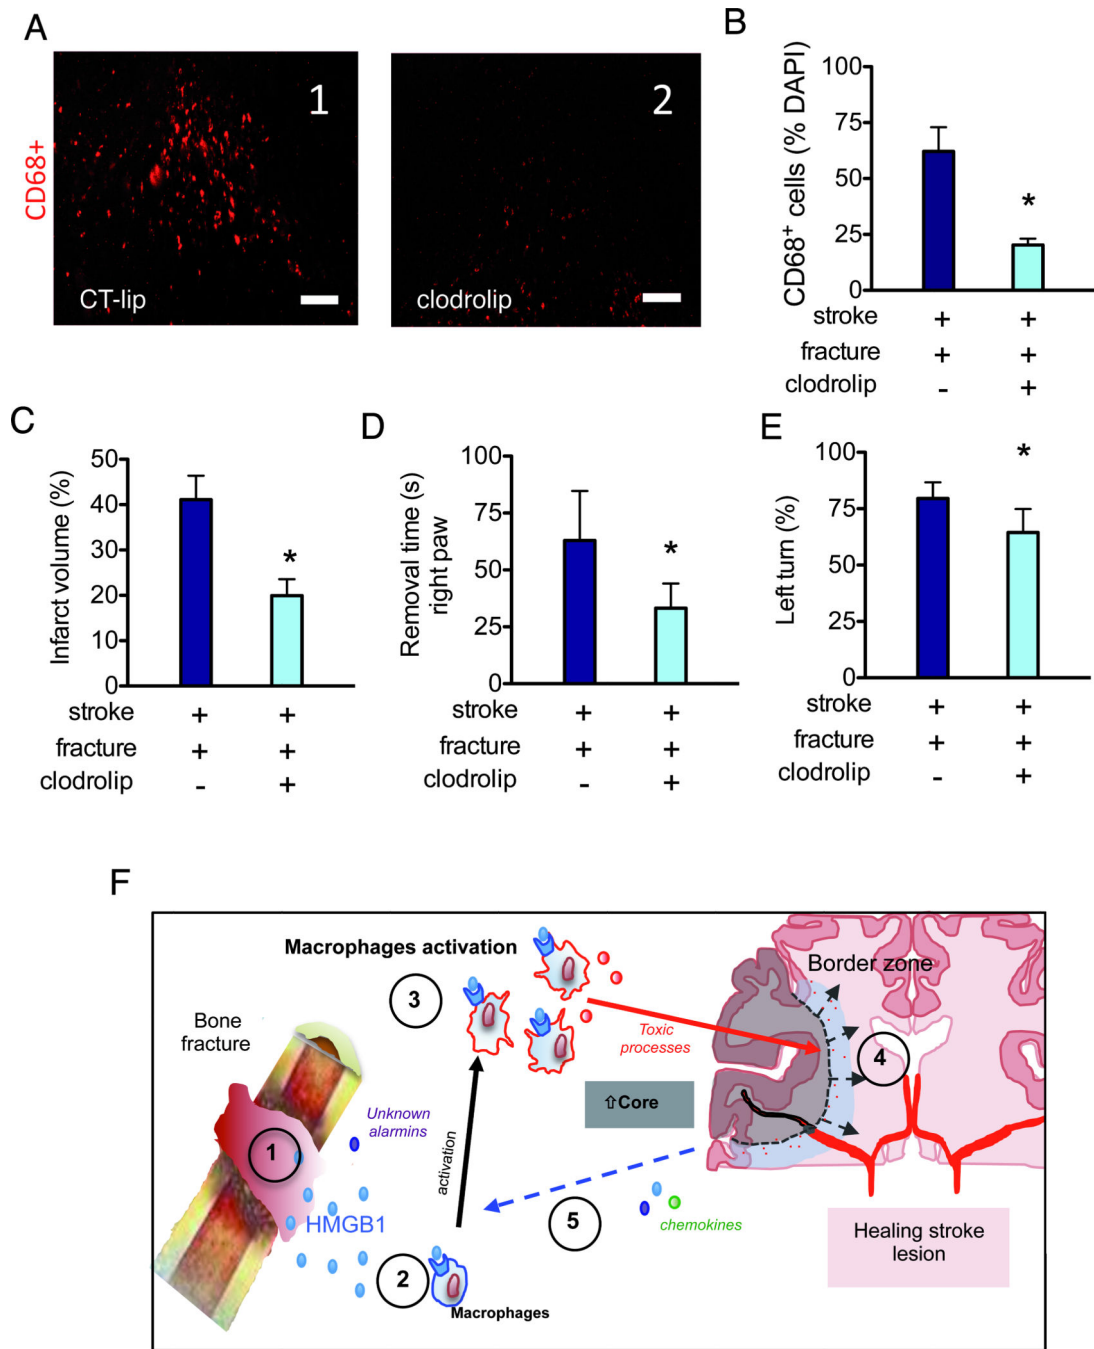 A
CD68+
1
CT-lip
2
clodrolip
B
CD68+ cells (% DAPI)
100
75
50
25
0
stroke + +
fracture + +
clodrolip - +
*
C
Infarct volume (%)
50
40
30
20
10
0
*
stroke + +
fracture + +
clodrolip - +
D
Removal time (s)
right paw
100
75
50
25
0
*
stroke + +
fracture + +
clodrolip - +
E
Left turn (%)
100
75
50
25
0
*
stroke + +
fracture + +
clodrolip - +
F
Macrophages activation
3
Bone
fracture
1
Unknown
alarmins
HMGB1
2
Macrophages
activation
Toxic
processes
⇧Core
Border zone
4
5
chemokines
Healing stroke
lesion